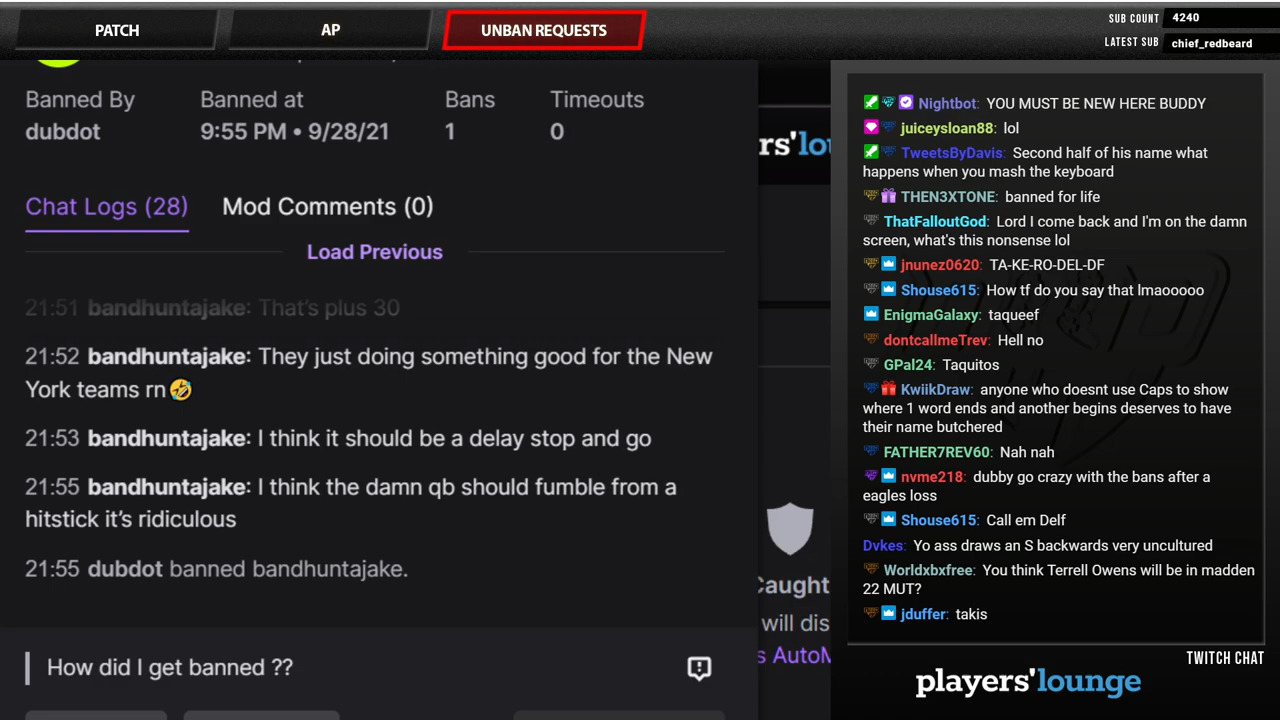 PATCH
AP
UNBAN REQUESTS
SUB COUNT 4240
LATEST SUB chief_redbeard
Banned By Banned at Bans Timeouts
dubdot 9:55 PM • 9/28/21 1 0
Chat Logs (28) Mod Comments (0)
Load Previous
21:51 bandhuntajake: That's plus 30
21:52 bandhuntajake: They just doing something good for the New
York teams rn🤣
21:53 bandhuntajake: I think it should be a delay stop and go
21:55 bandhuntajake: I think the damn qb should fumble from a
hitstick it's ridiculous
21:55 dubdot banned bandhuntajake.
How did I get banned ??
rs'lou
Caught
will dis
s AutoM
Nightbot: YOU MUST BE NEW HERE BUDDY
juiceysloan88: lol
TweetsByDavis: Second half of his name what
happens when you mash the keyboard
THEN3XTONE: banned for life
ThatFalloutGod: Lord I come back and I'm on the damn
screen, what's this nonsense lol
jnunez0620: TA-KE-RO-DEL-DF
Shouse615: How tf do you say that lmaooooo
EnigmaGalaxy: taqueef
dontcallmeTrev: Hell no
GPal24: Taquitos
KwiikDraw: anyone who doesnt use Caps to show
where 1 word ends and another begins deserves to have
their name butchered
FATHER7REV60: Nah nah
nvme218: dubby go crazy with the bans after a
eagles loss
Shouse615: Call em Delf
Dvkes: Yo ass draws an S backwards very uncultured
Worldxbxfree: You think Terrell Owens will be in madden
22 MUT?
jduffer: takis
TWITCH CHAT
players'lounge